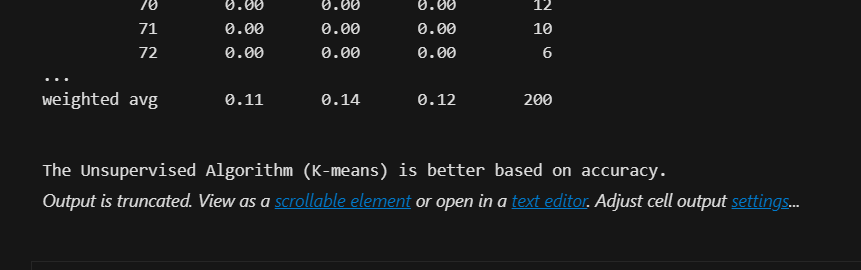 70 0.00 0.00 0.00 12
71 0.00 0.00 0.00 10
72 0.00 0.00 0.00 6
...
weighted avg 0.11 0.14 0.12 200
The Unsupervised Algorithm (K-means) is better based on accuracy.
Output is truncated. View as a scrollable element or open in a text editor. Adjust cell output settings...